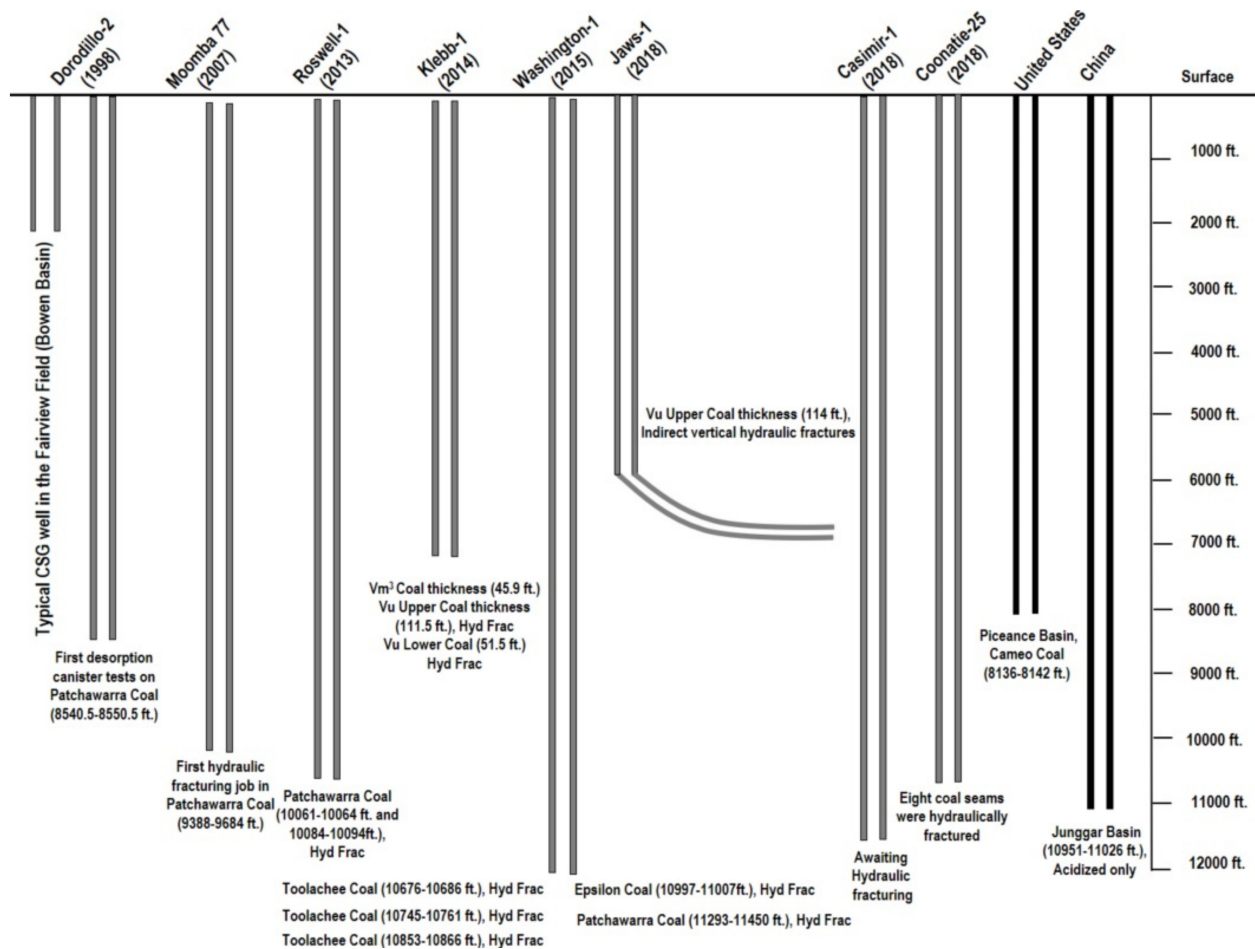 Dorodillo-2
(1998)
Moomba 77
(2007)
Roswell-1
(2013)
Klebb-1
(2014)
Washington-1
(2015)
Jaws-1
(2018)
Casimir-1
(2018)
Coonatie-25
(2018)
United States
China
Surface
1000 ft.
2000 ft.
3000 ft.
4000 ft.
5000 ft.
6000 ft.
7000 ft.
8000 ft.
9000 ft.
10000 ft.
11000 ft.
12000 ft.
Typical CSG well in the Fairview Field (Bowen Basin)
First desorption
canister tests on
Patchawarra Coal
(8540.5-8550.5 ft.)
First hydraulic
fracturing job in
Patchawarra Coal
(9388-9684 ft.)
Patchawarra Coal
(10061-10064 ft. and
10084-10094ft.),
Hyd Frac
Vm³ Coal thickness (45.9 ft.)
Vu Upper Coal thickness
(111.5 ft.), Hyd Frac
Vu Lower Coal (51.5 ft.)
Hyd Frac
Toolachee Coal (10676-10686 ft.), Hyd Frac
Toolachee Coal (10745-10761 ft.), Hyd Frac
Toolachee Coal (10853-10866 ft.), Hyd Frac
Epsilon Coal (10997-11007ft.), Hyd Frac
Patchawarra Coal (11293-11450 ft.), Hyd Frac
Vu Upper Coal thickness (114 ft.),
Indirect vertical hydraulic fractures
Awaiting
Hydraulic
fracturing
Eight coal seams
were hydraulically
fractured
Piceance Basin,
Cameo Coal
(8136-8142 ft.)
Junggar Basin
(10951-11026 ft.),
Acidized only